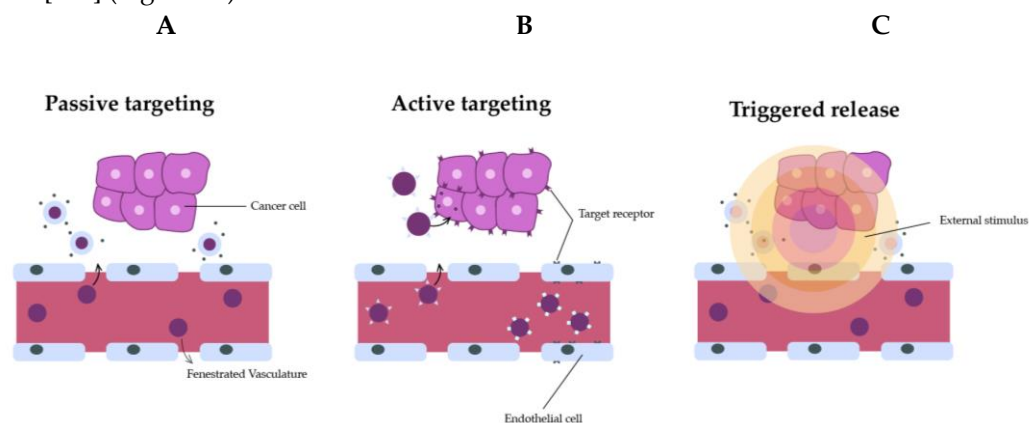 A B C
Passive targeting Active targeting Triggered release
Cancer cell
Target receptor
External stimulus
Fenestrated Vasculature
Endothelial cell